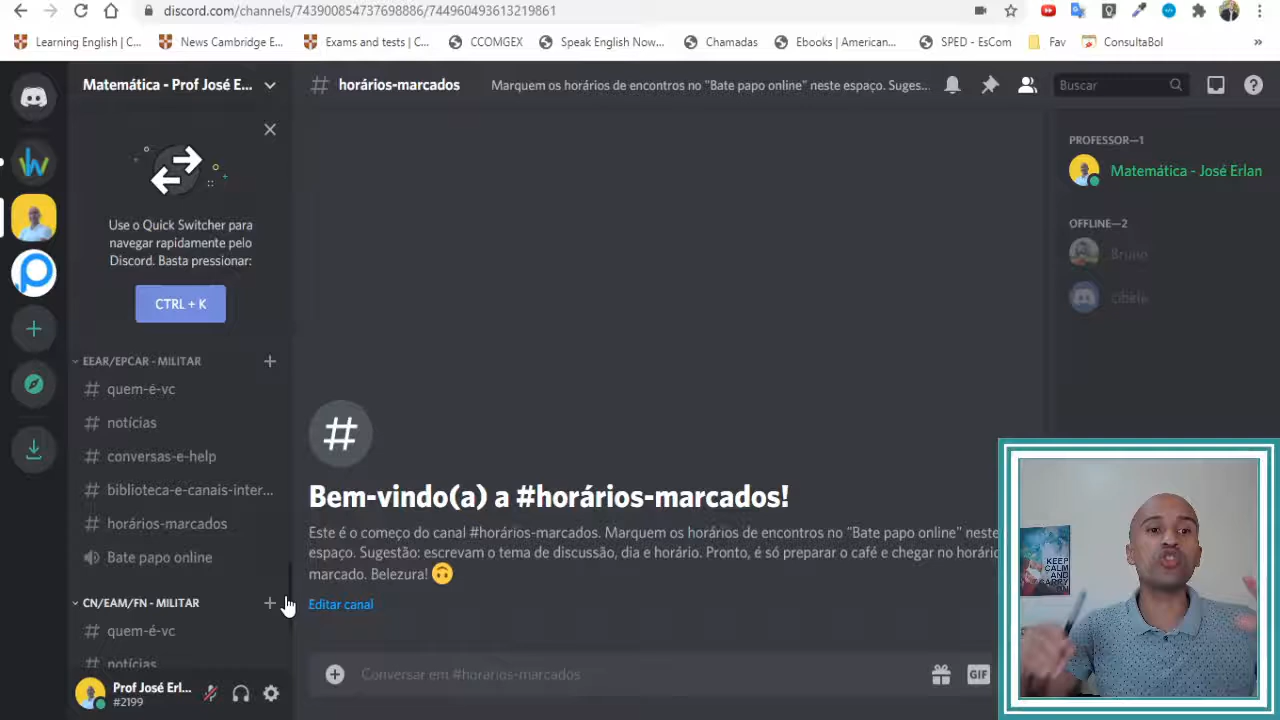 discord.com/channels/743900854737698886/744960493613219861
Learning English | C...
News Cambridge E...
Exams and tests | C...
CCOMGEX
Speak English Now...
Chamadas
Ebooks | American...
SPED - EsCom
Fav
ConsultaBol
»
Matemática - Prof José E...
# horários-marcados
Marquem os horários de encontros no "Bate papo online" neste espaço. Suges...
Buscar
Use o Quick Switcher para
navegar rapidamente pelo
Discord. Basta pressionar:
CTRL + K
EEAR/EPCAR - MILITAR
# quem-é-vc
# notícias
# conversas-e-help
# biblioteca-e-canais-inter...
# horários-marcados
Bate papo online
CN/EAM/FN - MILITAR
# quem-é-vc
# notícias
Prof José Erl...
#2199
Bem-vindo(a) a #horários-marcados!
Este é o começo do canal #horários-marcados. Marquem os horários de encontros no "Bate papo online" neste
espaço. Sugestão: escrevam o tema de discussão, dia e horário. Pronto, é só preparar o café e chegar no horário
marcado. Belezura!
Editar canal
Conversar em #horários-marcados
GIF
PROFESSOR—1
Matemática - José Erlan
OFFLINE—2
Bruno
cibele
KEEP
CALM
AND
CARRY
ON